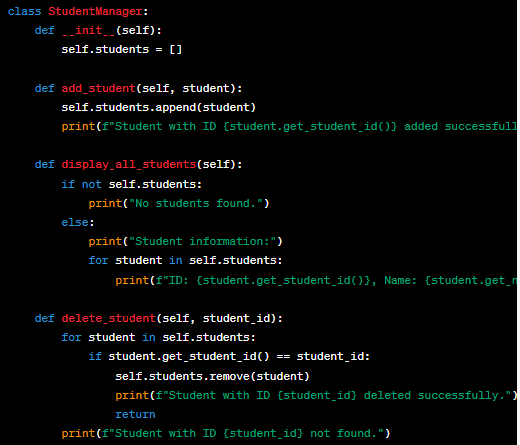 class StudentManager:
    def __init__(self):
        self.students = []

    def add_student(self, student):
        self.students.append(student)
        print(f"Student with ID {student.get_student_id()} added successfull

    def display_all_students(self):
        if not self.students:
            print("No students found.")
        else:
            print("Student information:")
            for student in self.students:
                print(f"ID: {student.get_student_id()}, Name: {student.get_n

    def delete_student(self, student_id):
        for student in self.students:
            if student.get_student_id() == student_id:
                self.students.remove(student)
                print(f"Student with ID {student_id} deleted successfully.")
                return
        print(f"Student with ID {student_id} not found.")